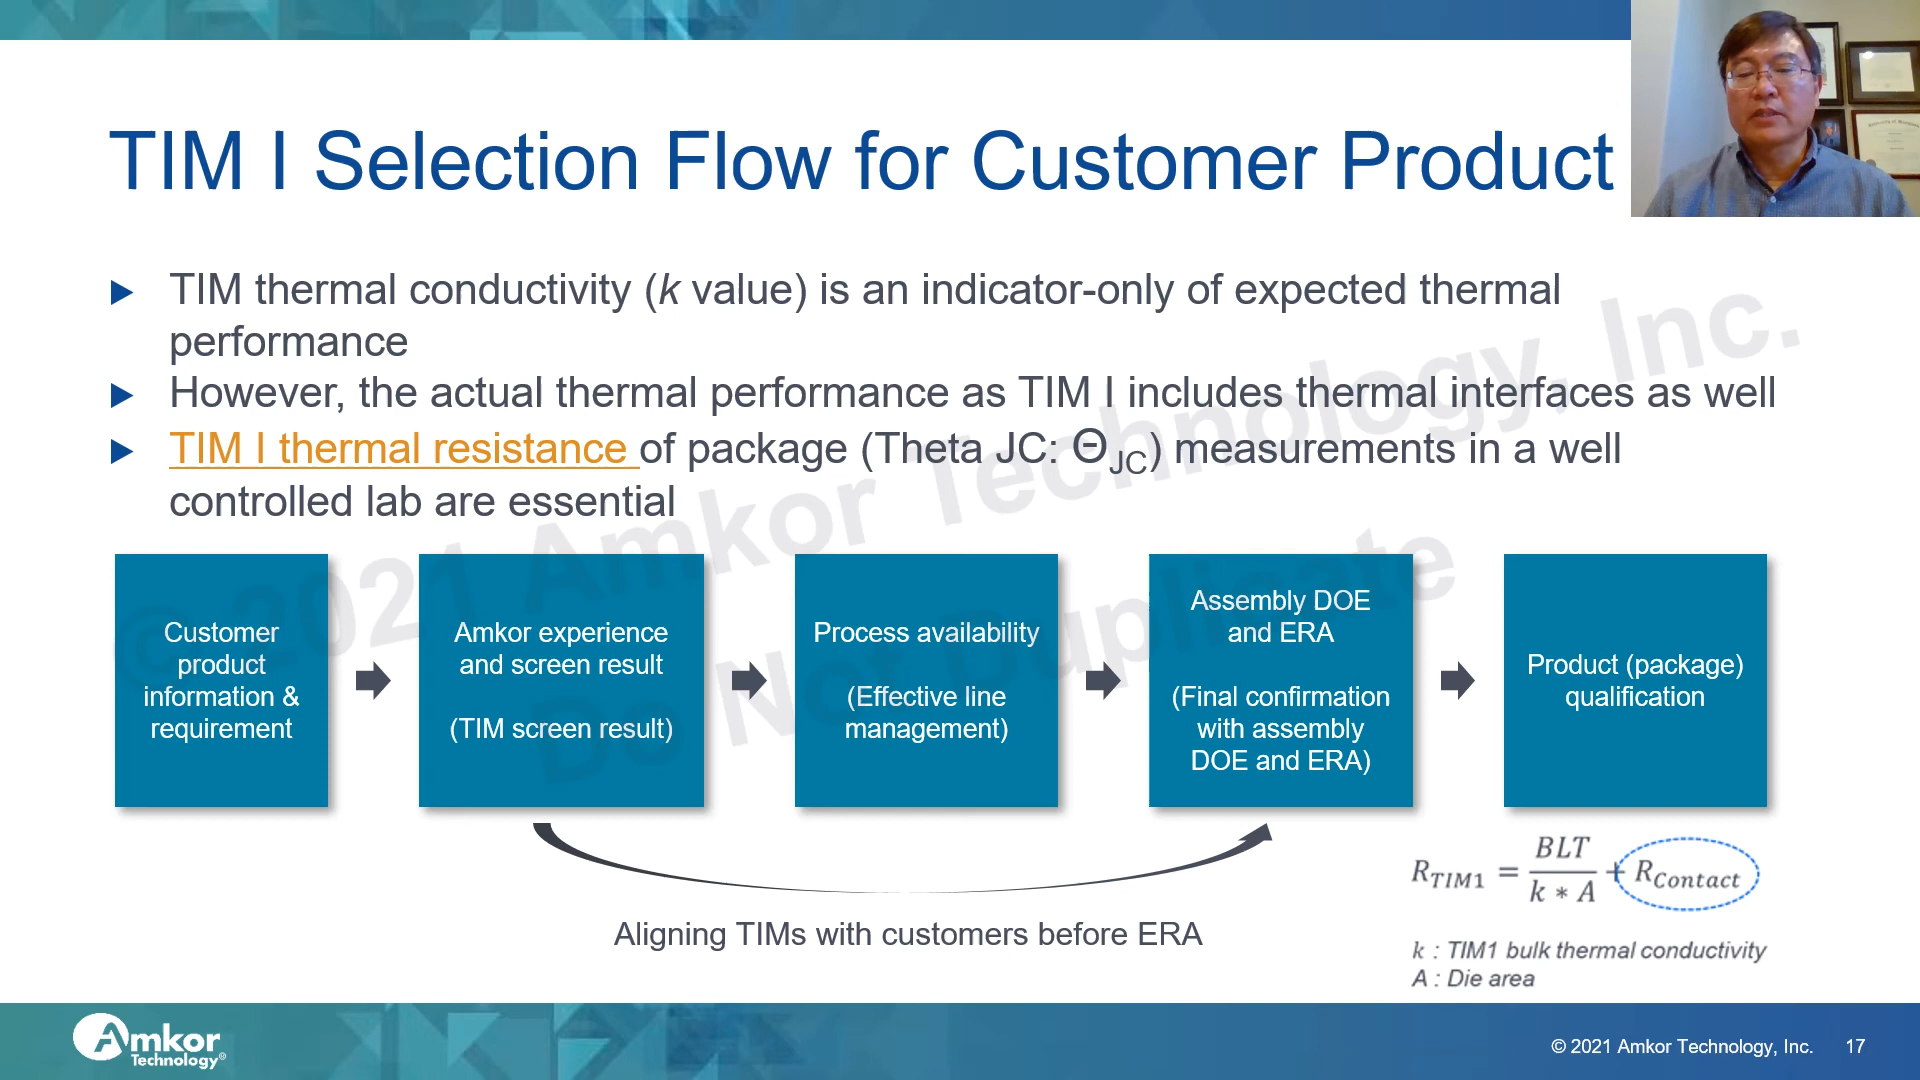 TIM I Selection Flow for Customer Product
TIM thermal conductivity (k value) is an indicator-only of expected thermal
performance
However, the actual thermal performance as TIM I includes thermal interfaces as well
TIM I thermal resistance of package (Theta JC: ΘJC) measurements in a well
controlled lab are essential
© 2021 Amkor Technology, Inc.
Do Not Duplicate
Customer
product
information &
requirement
Amkor experience
and screen result
(TIM screen result)
Process availability
(Effective line
management)
Assembly DOE
and ERA
(Final confirmation
with assembly
DOE and ERA)
Product (package)
qualification
Aligning TIMs with customers before ERA
R_TIM1 = BLT / (k * A) + R_Contact
k : TIM1 bulk thermal conductivity
A : Die area
Amkor
Technology®
© 2021 Amkor Technology, Inc. 17